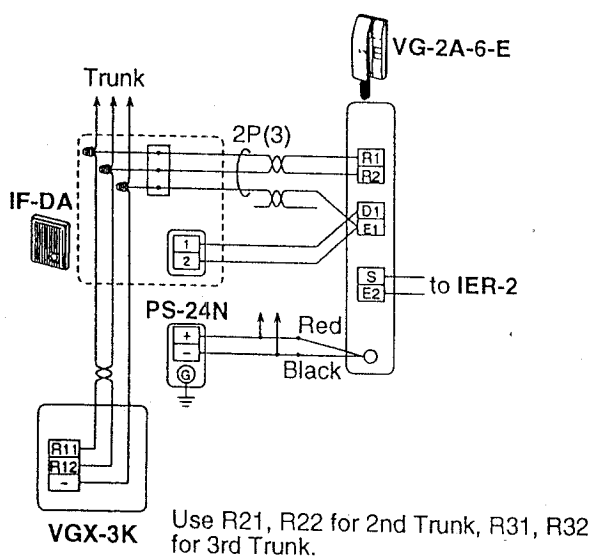 VG-2A-6-E
Trunk
2P(3)
R1
R2
IF-DA
D1
E1
1
2
S
E2
to IER-2
PS-24N
+
−
G
Red
Black
R11
R12
−
VGX-3K
Use R21, R22 for 2nd Trunk, R31, R32
for 3rd Trunk.